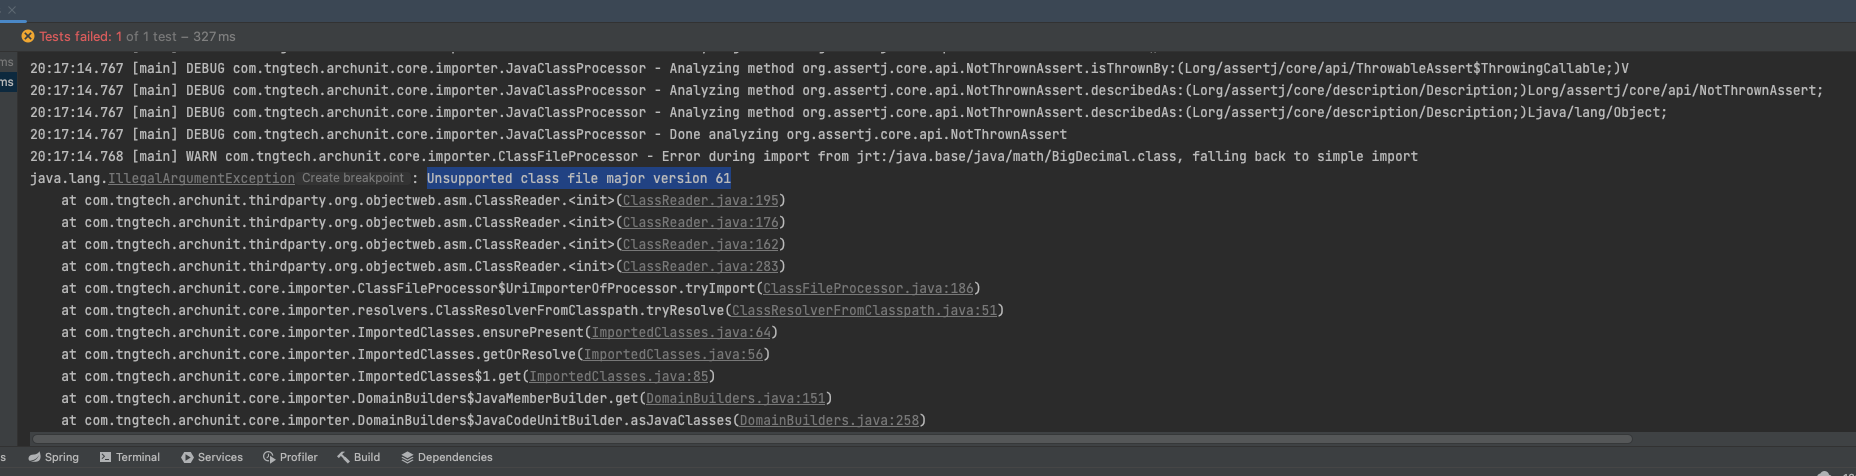 Tests failed: 1 of 1 test – 327 ms
ms
ms
20:17:14.767 [main] DEBUG com.tngtech.archunit.core.importer.JavaClassProcessor - Analyzing method org.assertj.core.api.NotThrownAssert.isThrownBy:(Lorg/assertj/core/api/ThrowableAssert$ThrowingCallable;)V
20:17:14.767 [main] DEBUG com.tngtech.archunit.core.importer.JavaClassProcessor - Analyzing method org.assertj.core.api.NotThrownAssert.describedAs:(Lorg/assertj/core/description/Description;)Lorg/assertj/core/api/NotThrownAssert;
20:17:14.767 [main] DEBUG com.tngtech.archunit.core.importer.JavaClassProcessor - Analyzing method org.assertj.core.api.NotThrownAssert.describedAs:(Lorg/assertj/core/description/Description;)Ljava/lang/Object;
20:17:14.767 [main] DEBUG com.tngtech.archunit.core.importer.JavaClassProcessor - Done analyzing org.assertj.core.api.NotThrownAssert
20:17:14.768 [main] WARN com.tngtech.archunit.core.importer.ClassFileProcessor - Error during import from jrt:/java.base/java/math/BigDecimal.class, falling back to simple import
java.lang.IllegalArgumentException Create breakpoint : Unsupported class file major version 61
at com.tngtech.archunit.thirdparty.org.objectweb.asm.ClassReader.<init>(ClassReader.java:195)
at com.tngtech.archunit.thirdparty.org.objectweb.asm.ClassReader.<init>(ClassReader.java:176)
at com.tngtech.archunit.thirdparty.org.objectweb.asm.ClassReader.<init>(ClassReader.java:162)
at com.tngtech.archunit.thirdparty.org.objectweb.asm.ClassReader.<init>(ClassReader.java:283)
at com.tngtech.archunit.core.importer.ClassFileProcessor$UriImporterOfProcessor.tryImport(ClassFileProcessor.java:186)
at com.tngtech.archunit.core.importer.resolvers.ClassResolverFromClasspath.tryResolve(ClassResolverFromClasspath.java:51)
at com.tngtech.archunit.core.importer.ImportedClasses.ensurePresent(ImportedClasses.java:64)
at com.tngtech.archunit.core.importer.ImportedClasses.getOrResolve(ImportedClasses.java:56)
at com.tngtech.archunit.core.importer.ImportedClasses$1.get(ImportedClasses.java:85)
at com.tngtech.archunit.core.importer.DomainBuilders$JavaMemberBuilder.get(DomainBuilders.java:151)
at com.tngtech.archunit.core.importer.DomainBuilders$JavaCodeUnitBuilder.asJavaClasses(DomainBuilders.java:258)
s Spring Terminal Services Profiler Build Dependencies